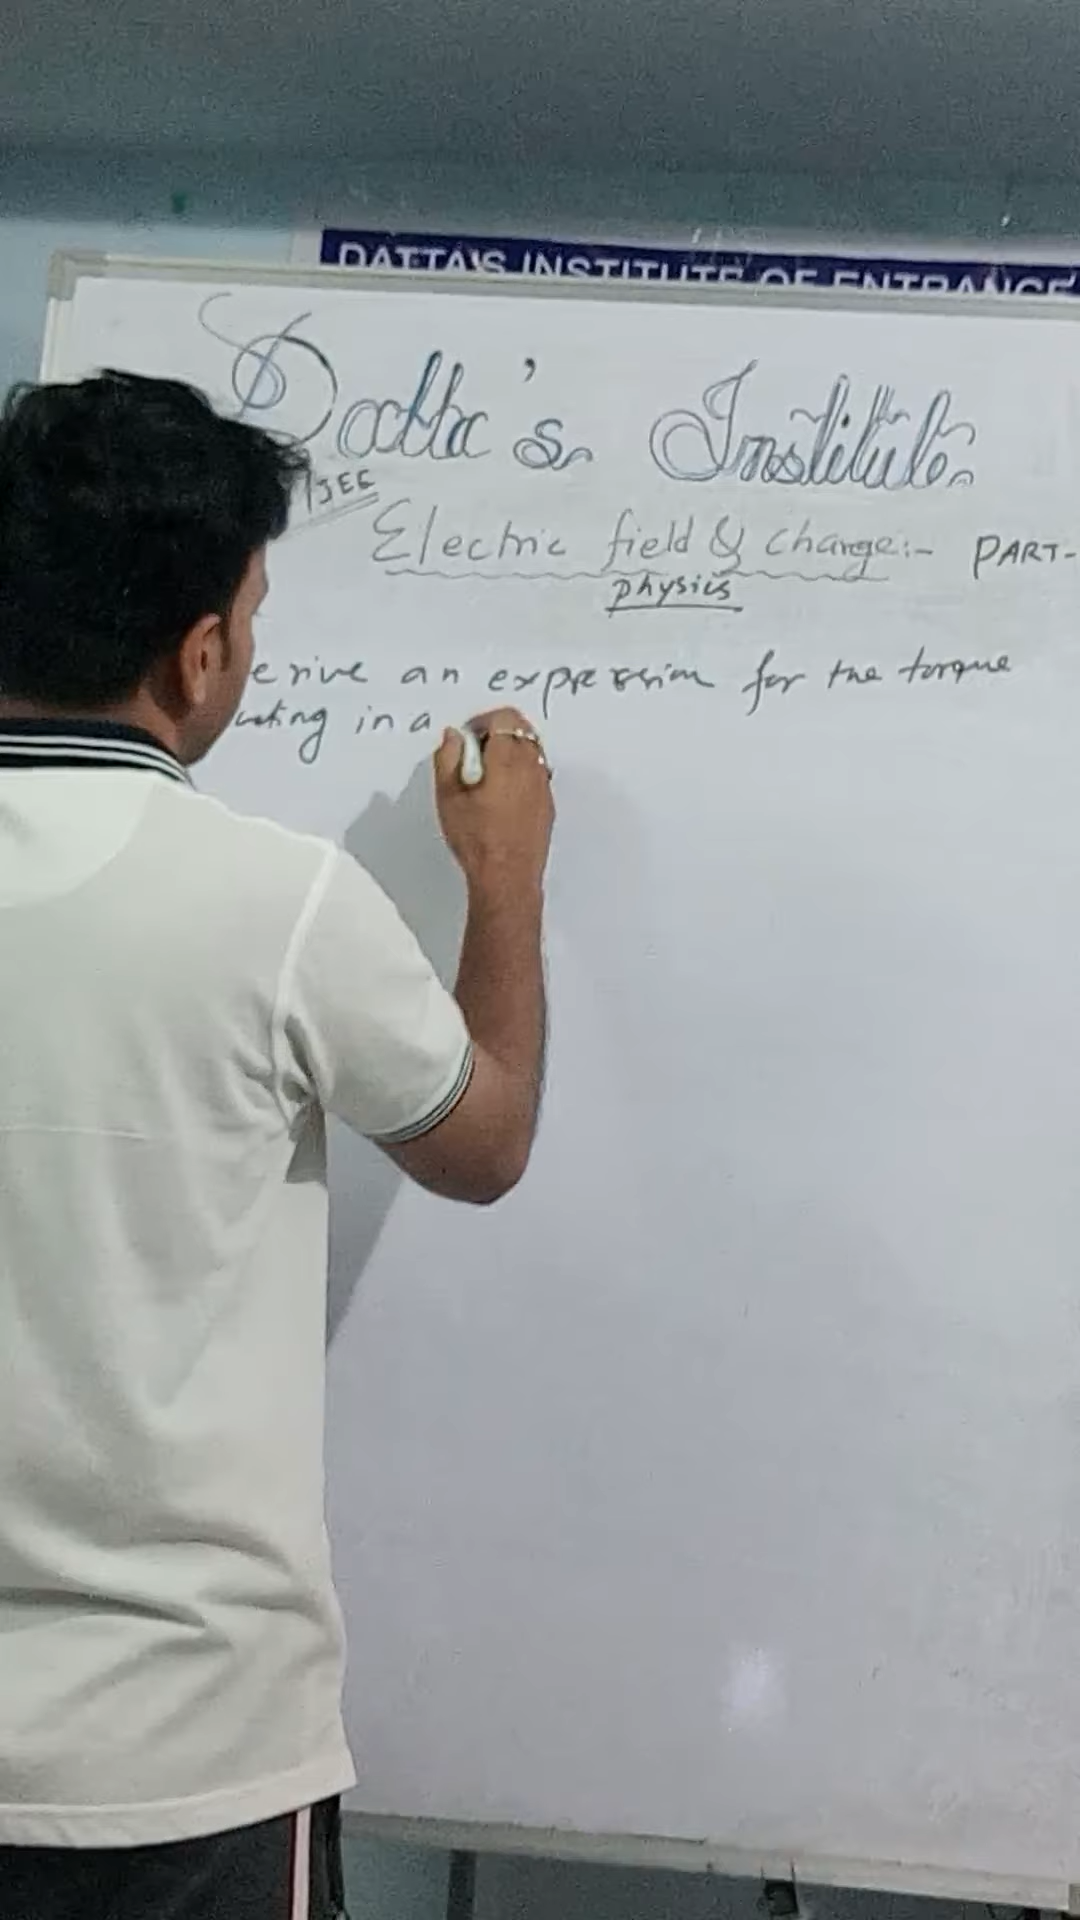 DATTA'S INSTITUTE OF ENTRANCE
Datta's Institute
/JEE
Electric field & charge:- PART-
physics
erive an expression for the torque
acting in a